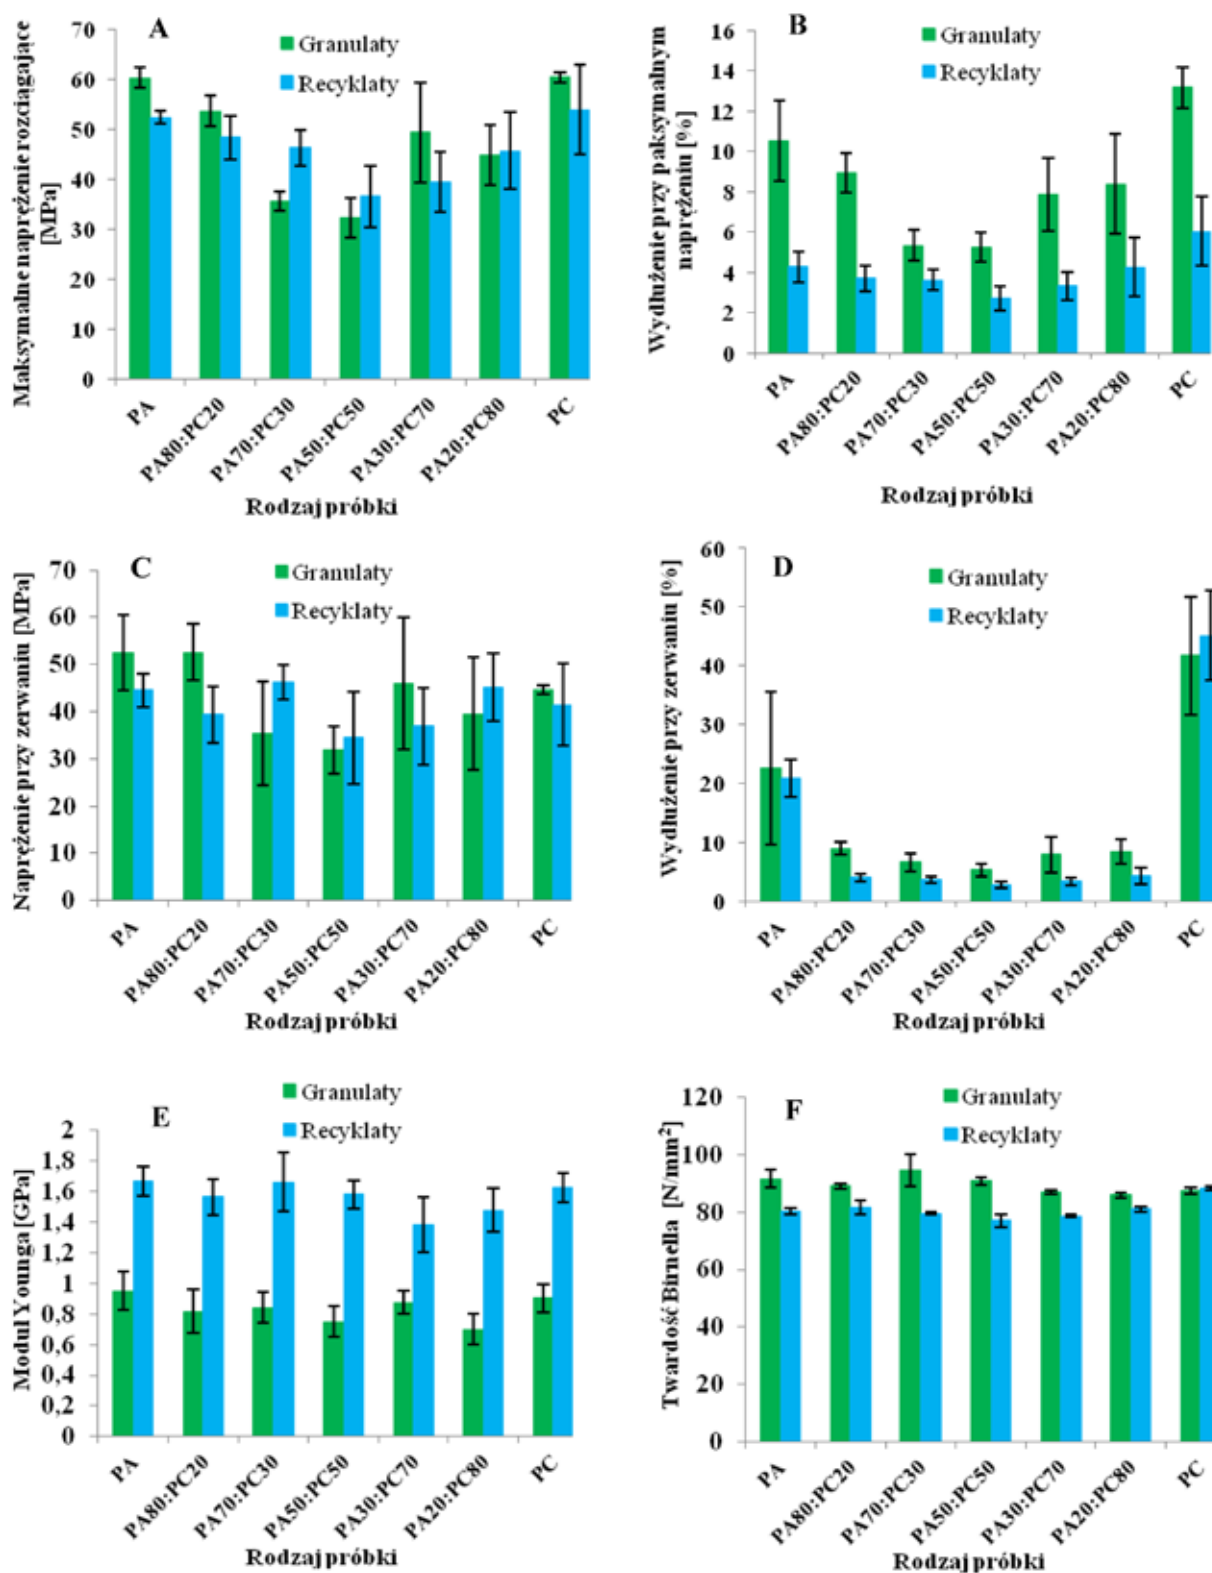 A
Maksymalne naprężenie rozciągające
[MPa]
Granulaty
Recyklaty
70
60
50
40
30
20
10
0
PA
PA80:PC20
PA70:PC30
PA50:PC50
PA30:PC70
PA20:PC80
PC
Rodzaj próbki
B
Wydłużenie przy paksymalnym
naprężeniu [%]
Granulaty
Recyklaty
16
14
12
10
8
6
4
2
0
PA
PA80:PC20
PA70:PC30
PA50:PC50
PA30:PC70
PA20:PC80
PC
Rodzaj próbki
C
Naprężenie przy zerwaniu [MPa]
Granulaty
Recyklaty
70
60
50
40
30
20
10
0
PA
PA80:PC20
PA70:PC30
PA50:PC50
PA30:PC70
PA20:PC80
PC
Rodzaj próbki
D
Wydłużenie przy zerwaniu [%]
Granulaty
Recyklaty
60
50
40
30
20
10
0
PA
PA80:PC20
PA70:PC30
PA50:PC50
PA30:PC70
PA20:PC80
PC
Rodzaj próbki
E
Moduł Younga [GPa]
Granulaty
Recyklaty
2
1,8
1,6
1,4
1,2
1
0,8
0,6
0,4
0,2
0
PA
PA80:PC20
PA70:PC30
PA50:PC50
PA30:PC70
PA20:PC80
PC
Rodzaj próbki
F
Twardość Birnella [N/mm²]
Granulaty
Recyklaty
120
100
80
60
40
20
0
PA
PA80:PC20
PA70:PC30
PA50:PC50
PA30:PC70
PA20:PC80
PC
Rodzaj próbki